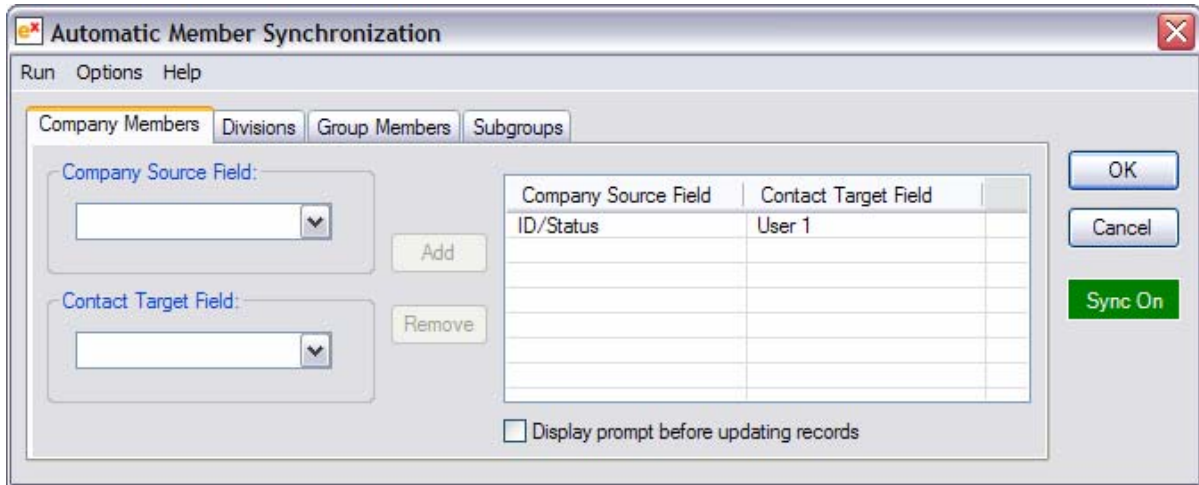 ex Automatic Member Synchronization
Run Options Help
Company Members Divisions Group Members Subgroups
Company Source Field:
Contact Target Field:
Add
Remove
Company Source Field Contact Target Field
ID/Status User 1
Display prompt before updating records
OK
Cancel
Sync On